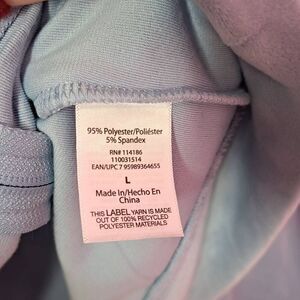 95% Polyester/Poliéster
5% Spandex
RN# 114186
110031514
EAN/UPC 7 95989364655
L
Made In/Hecho En
China
THIS LABEL YARN IS MADE
OUT OF 100% RECYCLED
POLYESTER MATERIALS